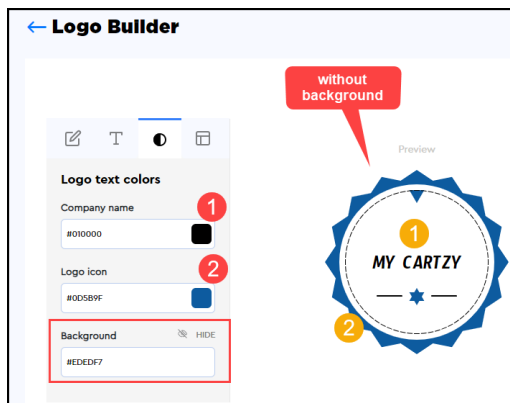 ← Logo Builder
without
background
T
Preview
Logo text colors
Company name
1
#010000
1
MY CARTZY
Logo icon
2
#0D5B9F
2
Background
HIDE
#EDEDF7